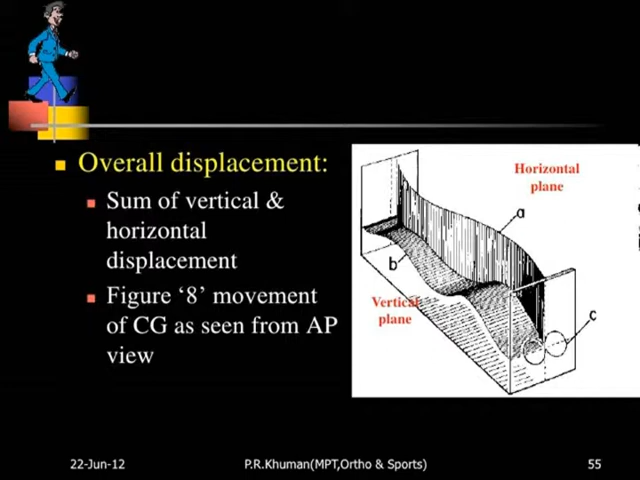 Overall displacement:
Sum of vertical &
horizontal
displacement
Figure ‘8’ movement
of CG as seen from AP
view
Horizontal
plane
a
b
Vertical
plane
c
22-Jun-12
P.R.Khuman(MPT,Ortho & Sports)
55